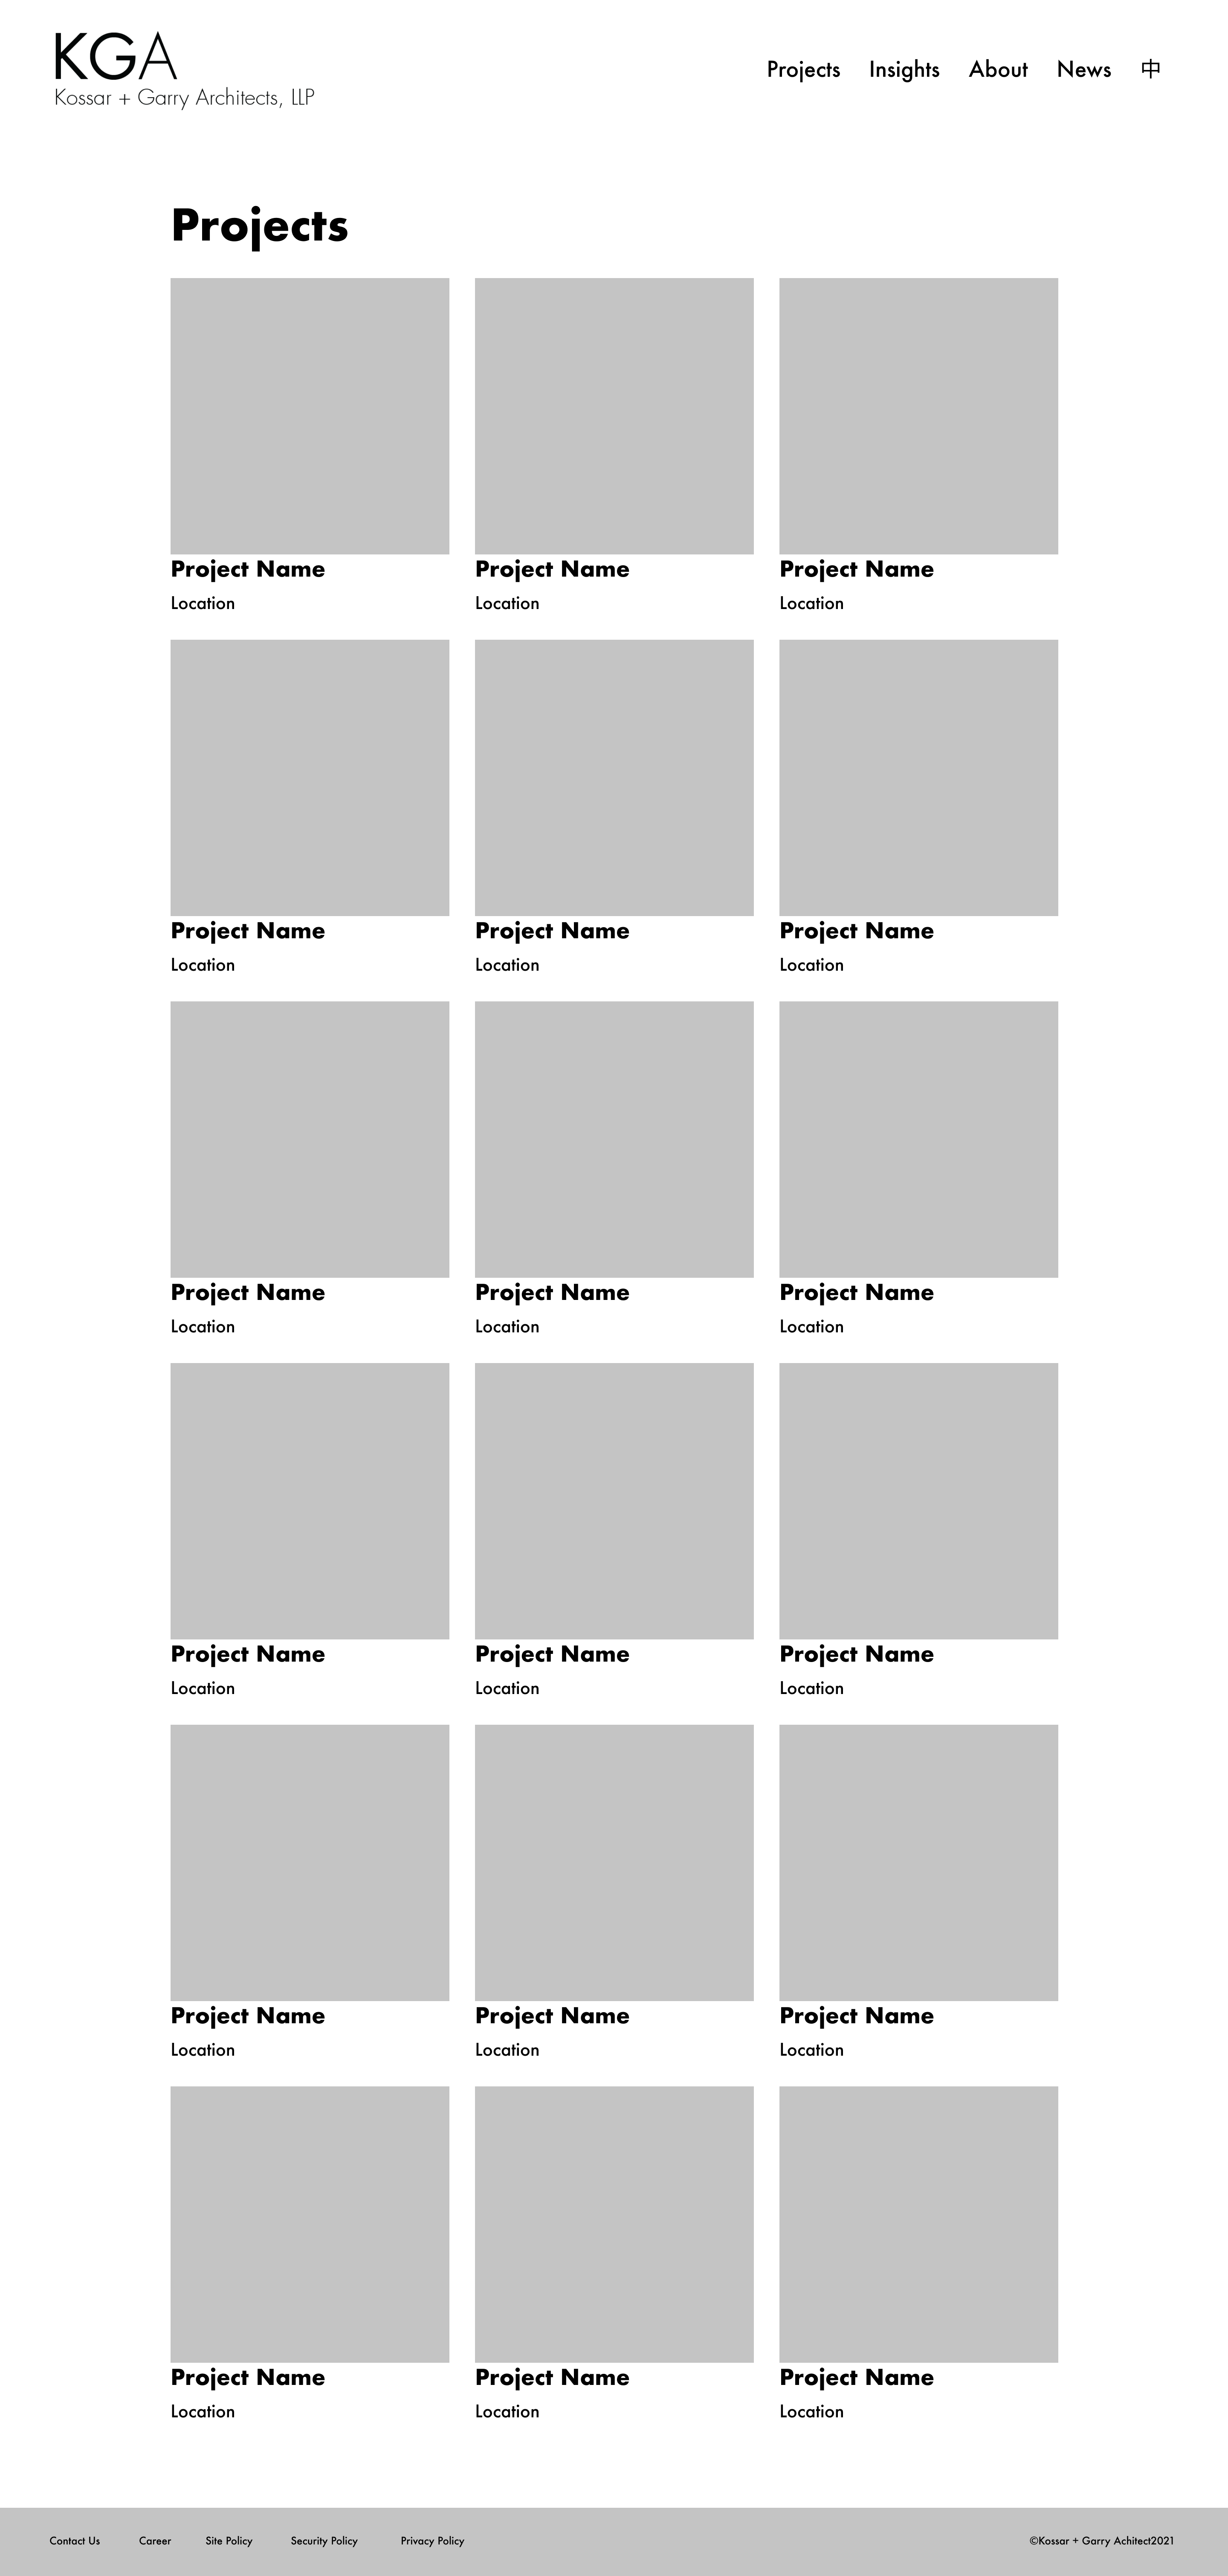 KGA
Kossar + Garry Architects, LLP
Projects Insights About News 中
Projects
Project Name Project Name Project Name
Location Location Location
Project Name Project Name Project Name
Location Location Location
Project Name Project Name Project Name
Location Location Location
Project Name Project Name Project Name
Location Location Location
Project Name Project Name Project Name
Location Location Location
Project Name Project Name Project Name
Location Location Location
Contact Us Career Site Policy Security Policy Privacy Policy ©Kossar + Garry Achitect2021